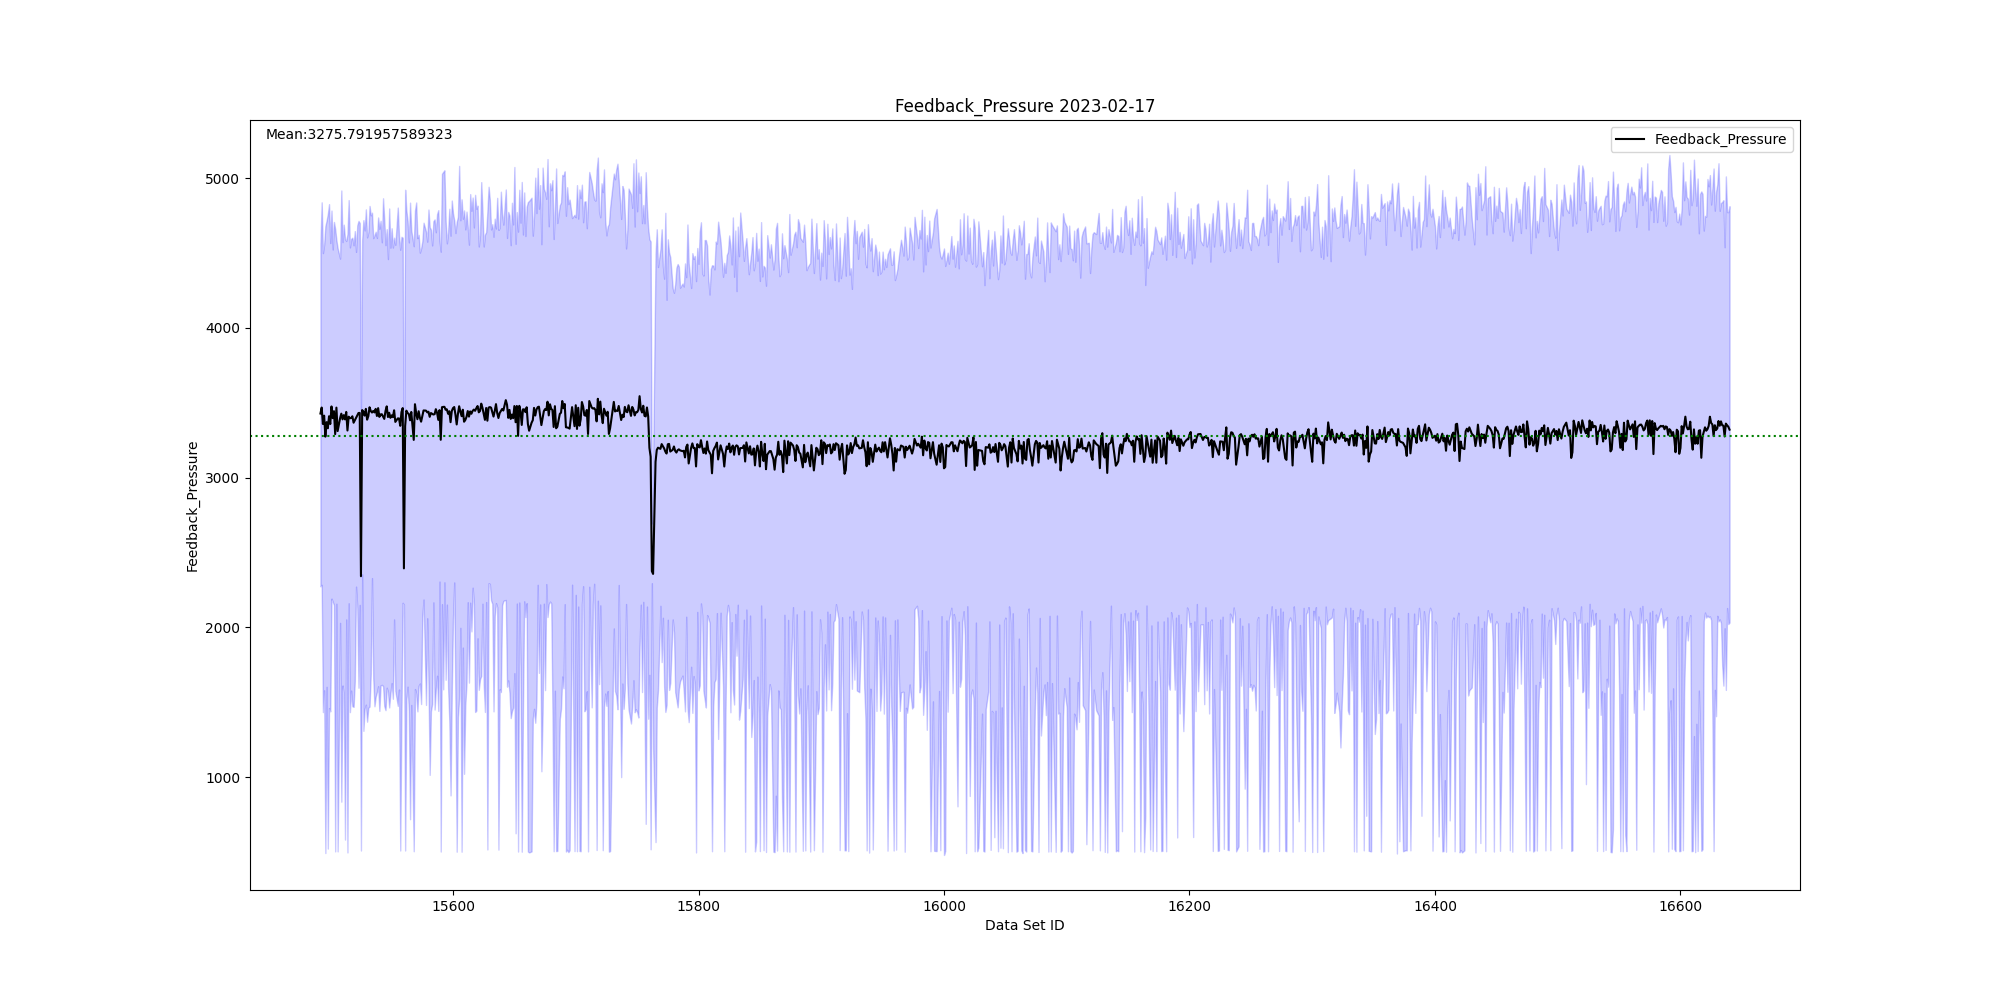 Feedback_Pressure 2023-02-17
Mean:3275.791957589323
Feedback_Pressure
5000
4000
3000
2000
1000
Feedback_Pressure
15600
15800
16000
16200
16400
16600
Data Set ID